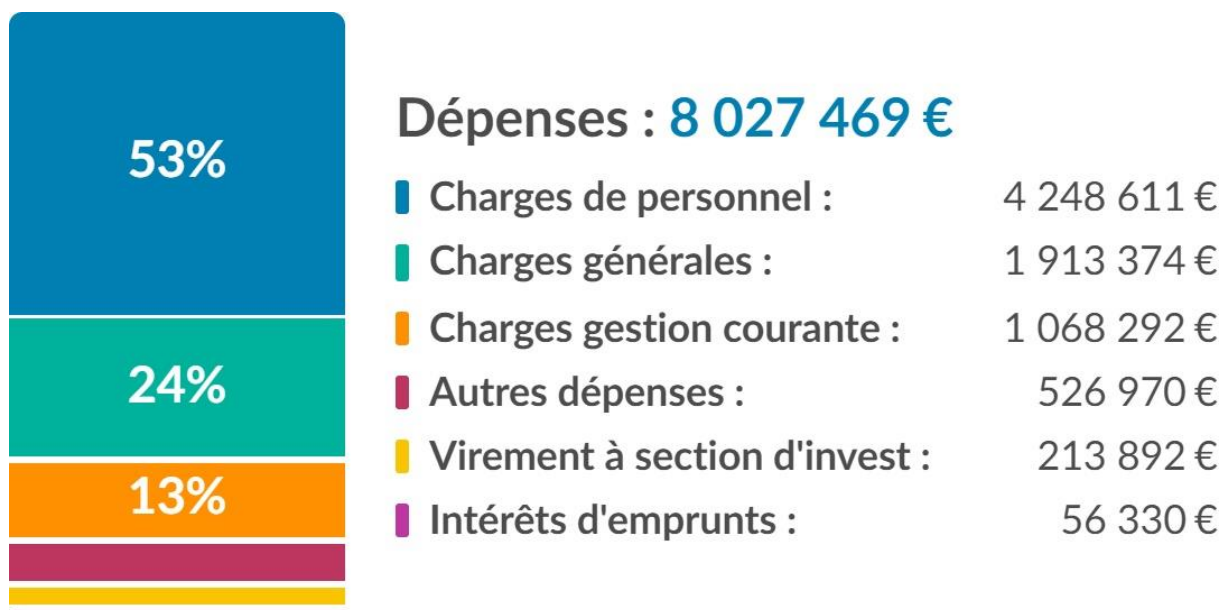 53%
24%
13%
Dépenses : 8 027 469 €
Charges de personnel : 4 248 611 €
Charges générales : 1 913 374 €
Charges gestion courante : 1 068 292 €
Autres dépenses : 526 970 €
Virement à section d'invest : 213 892 €
Intérêts d'emprunts : 56 330 €